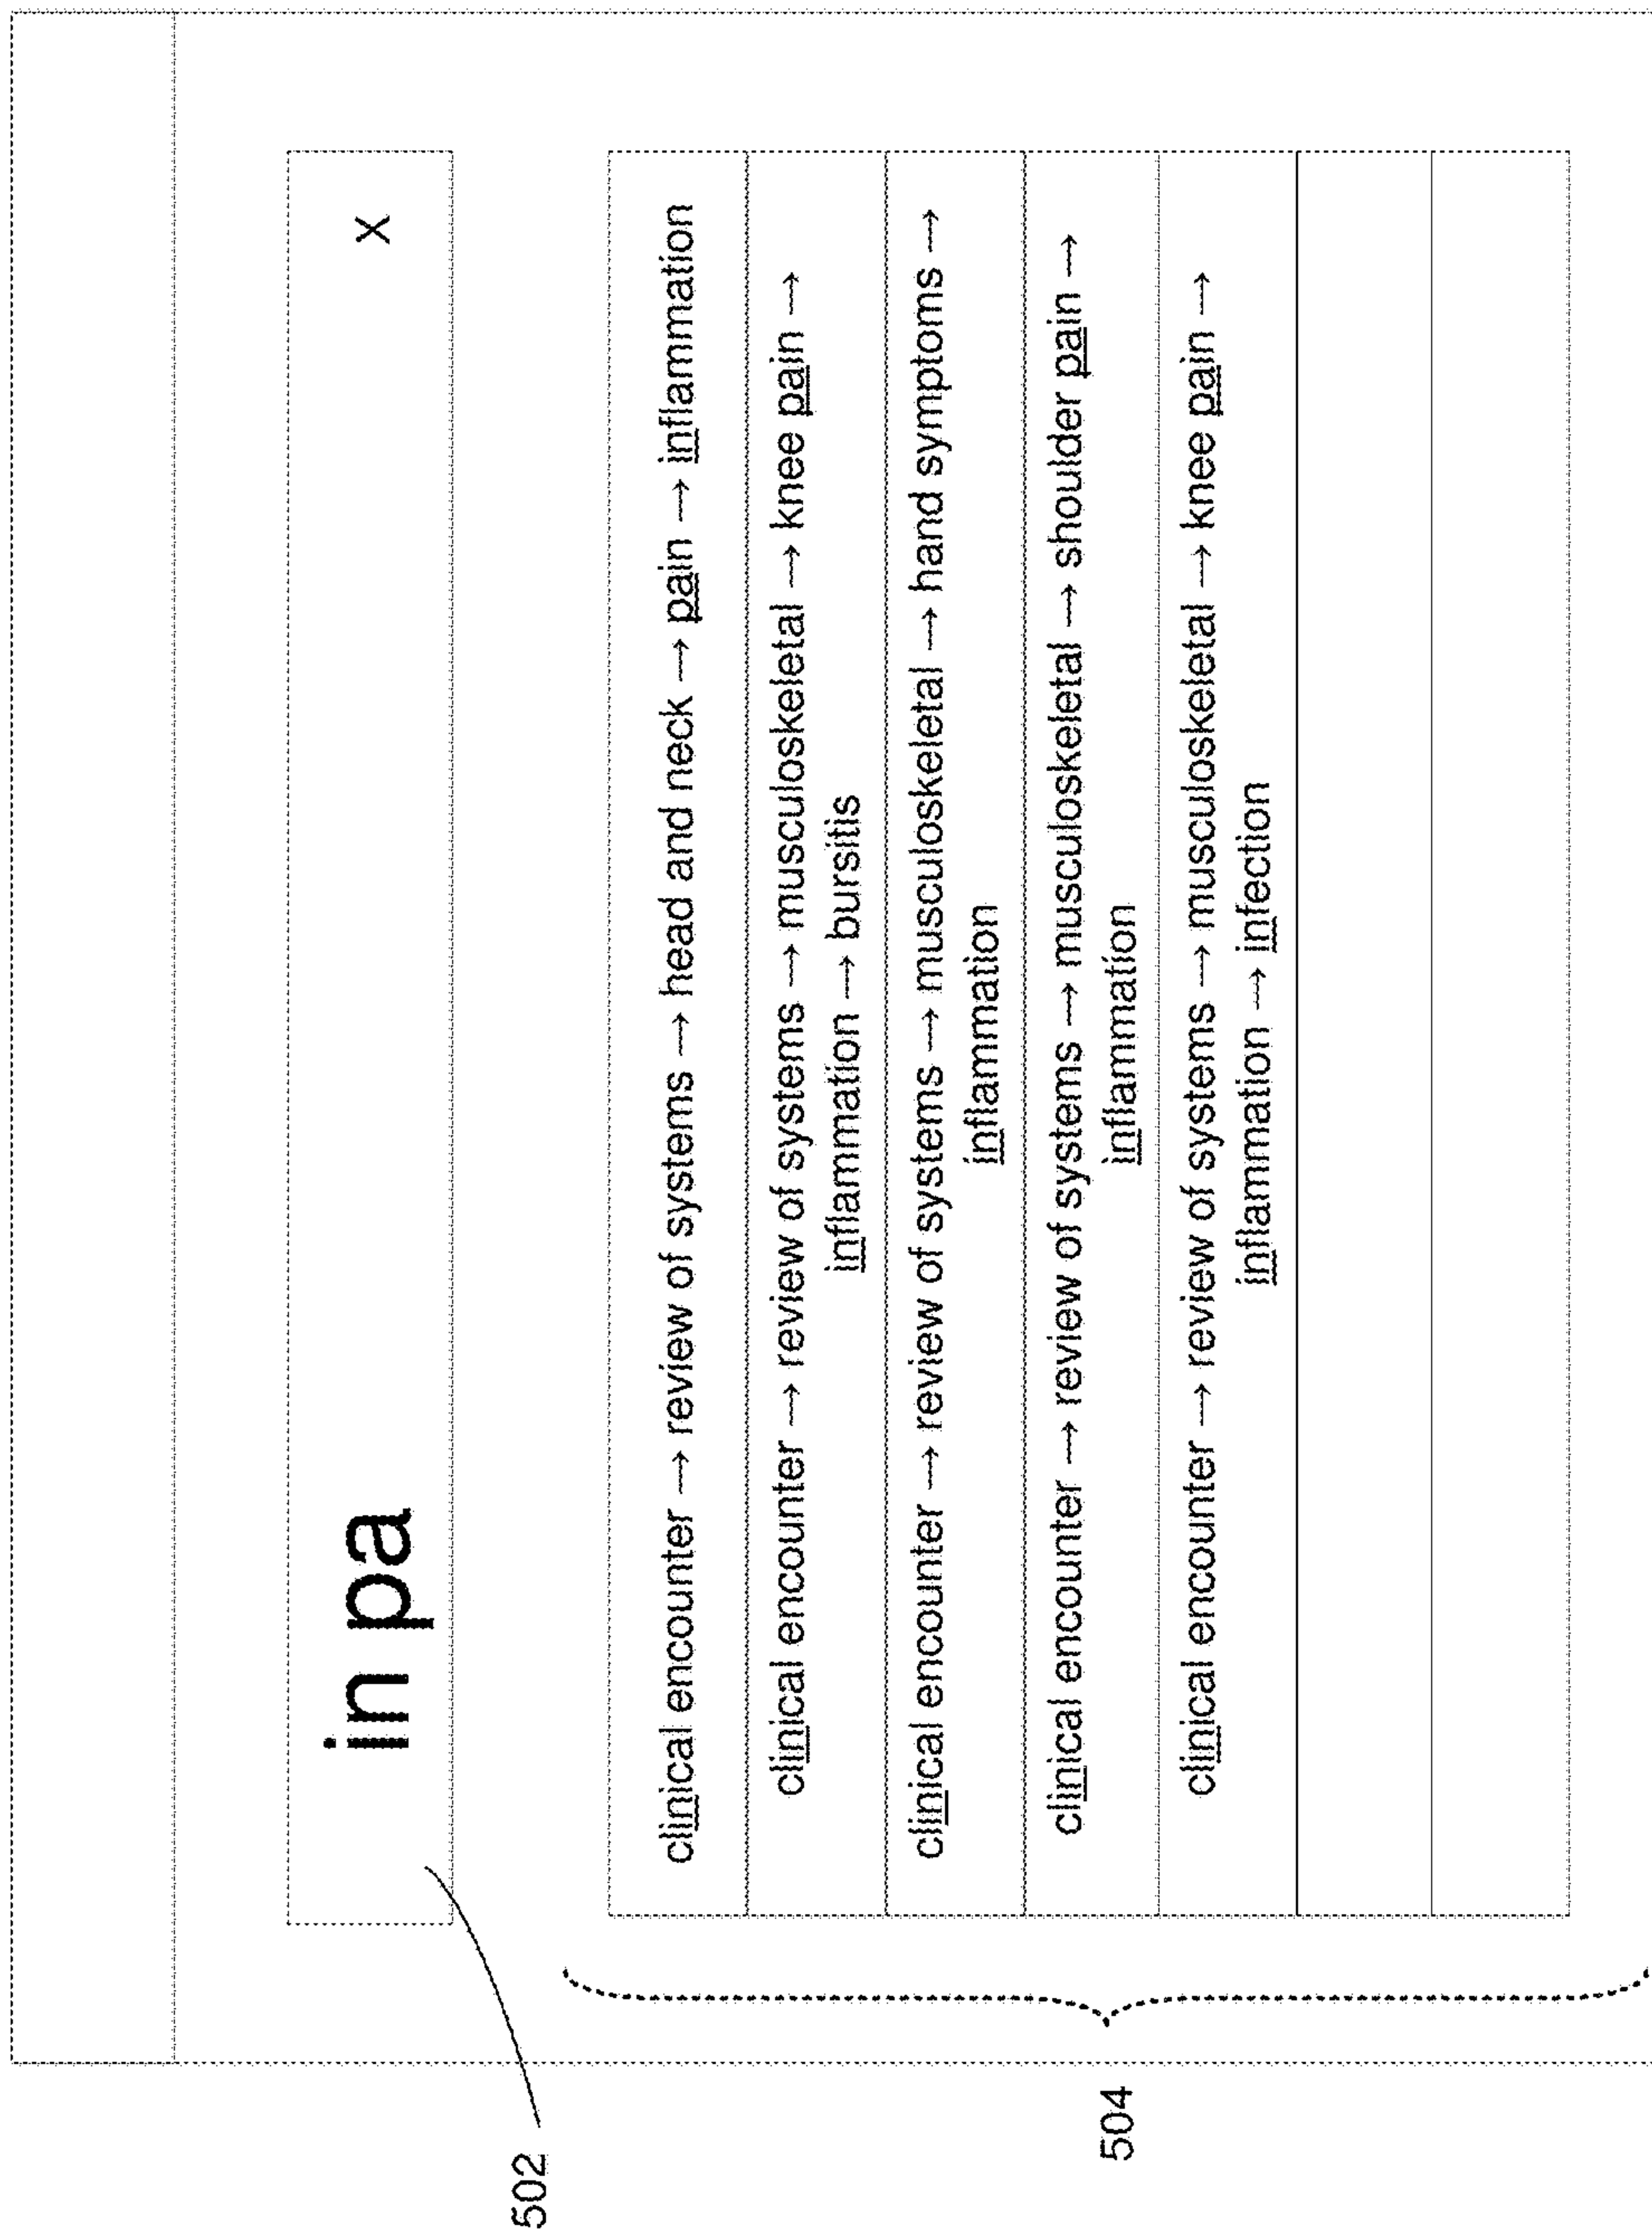 in pa x
clinical encounter → review of systems → head and neck → pain → inflammation
clinical encounter → review of systems → musculoskeletal → knee pain →
inflammation → bursitis
clinical encounter → review of systems → musculoskeletal → hand symptoms →
inflammation
clinical encounter → review of systems → musculoskeletal → shoulder pain →
inflammation
clinical encounter → review of systems → musculoskeletal → knee pain →
inflammation → infection
502
504